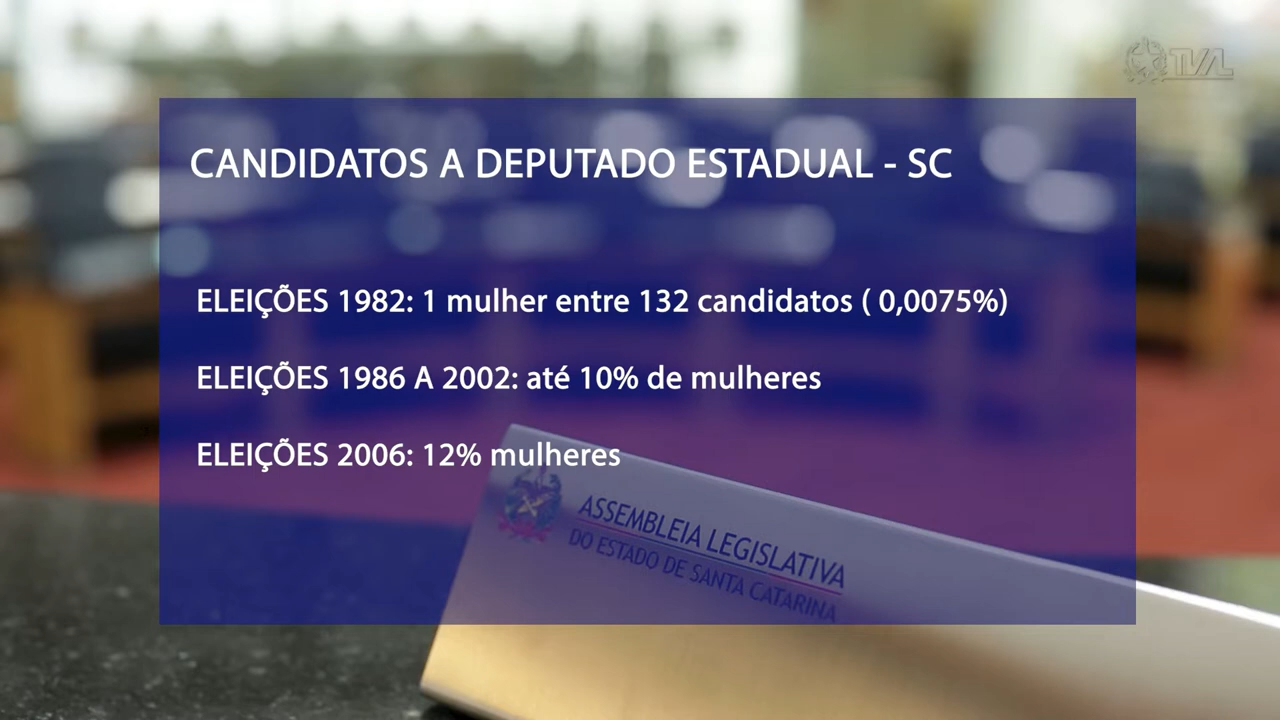 TVAL
CANDIDATOS A DEPUTADO ESTADUAL - SC
ELEIÇÕES 1982: 1 mulher entre 132 candidatos ( 0,0075%)
ELEIÇÕES 1986 A 2002: até 10% de mulheres
ELEIÇÕES 2006: 12% mulheres
ASSEMBLEIA LEGISLATIVA
DO ESTADO DE SANTA CATARINA